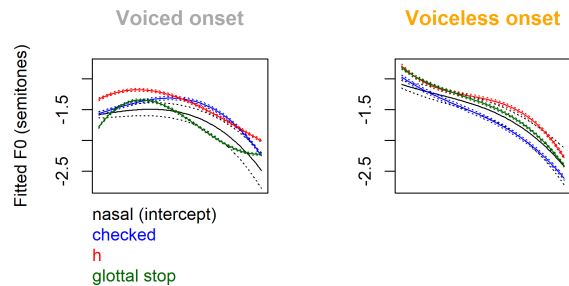 Voiced onset
Voiceless onset
Fitted F0 (semitones)
-1.5
-2.5
-1.5
-2.5
nasal (intercept)
checked
h
glottal stop